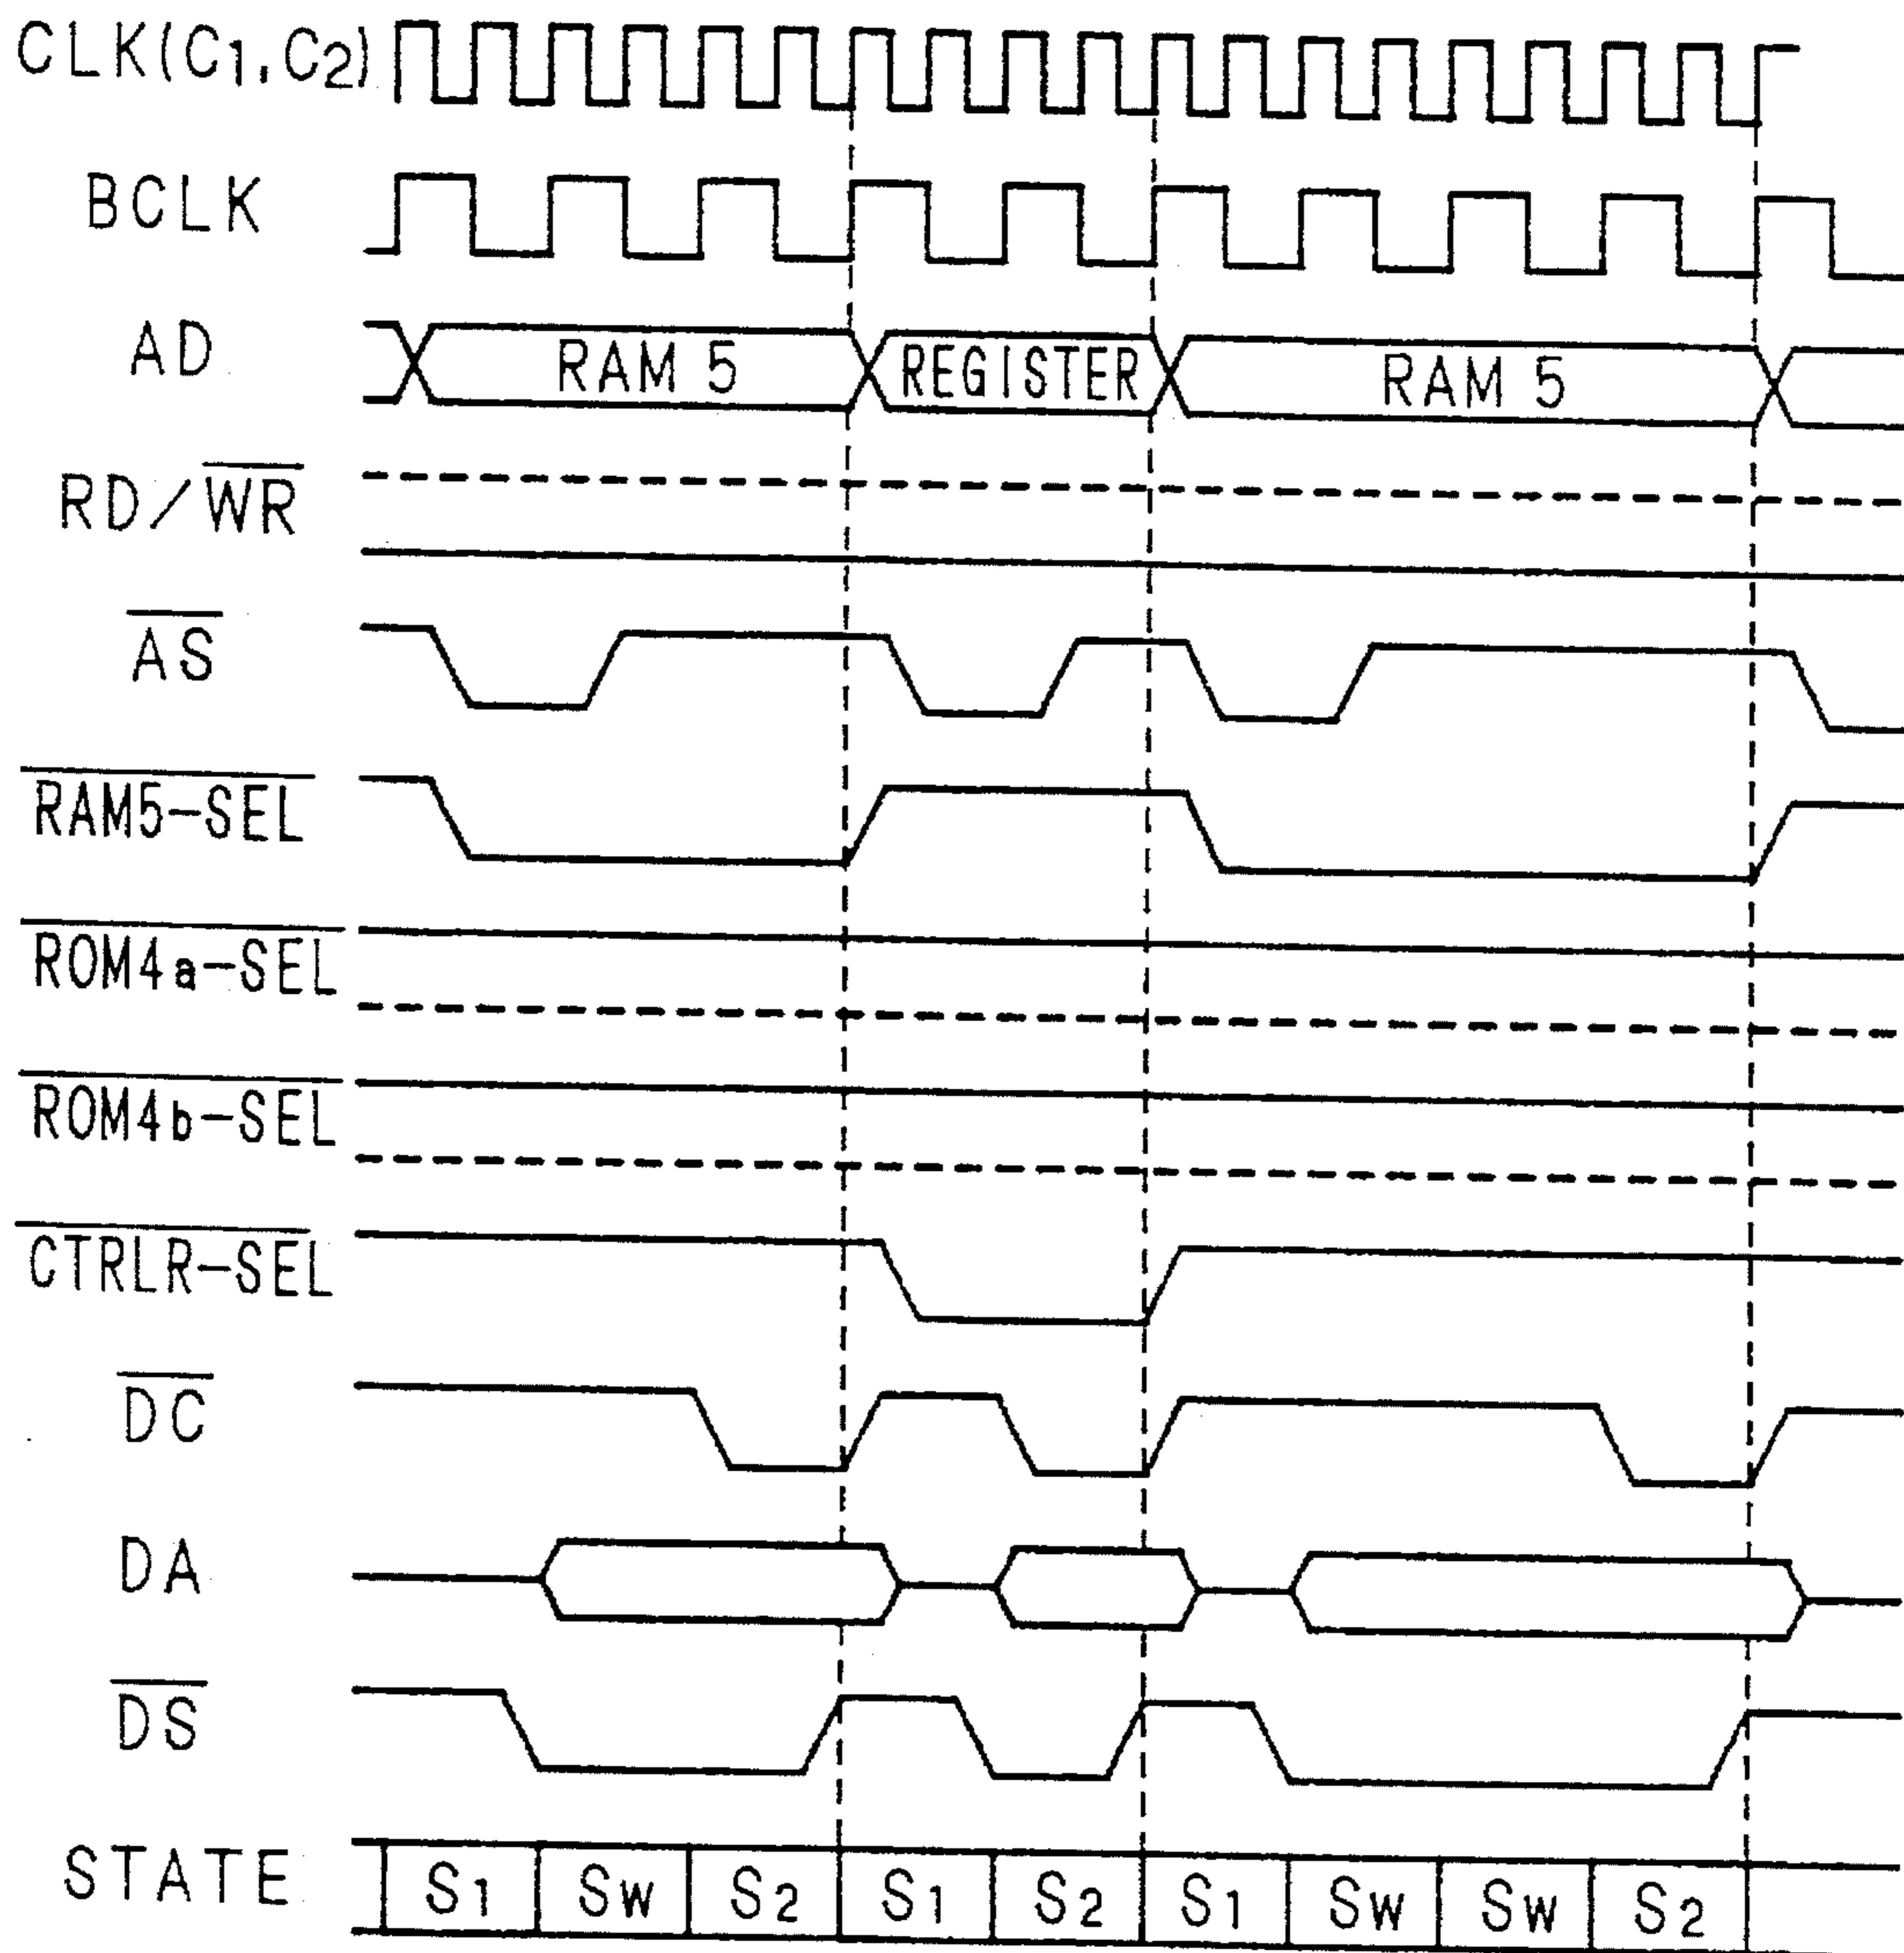 CLK(C1,C2)
BCLK
AD RAM 5 REGISTER RAM 5
RD/WR
AS
RAM5-SEL
ROM4a-SEL
ROM4b-SEL
CTRLR-SEL
DC
DA
DS
STATE S1 SW S2 S1 S2 S1 SW SW S2